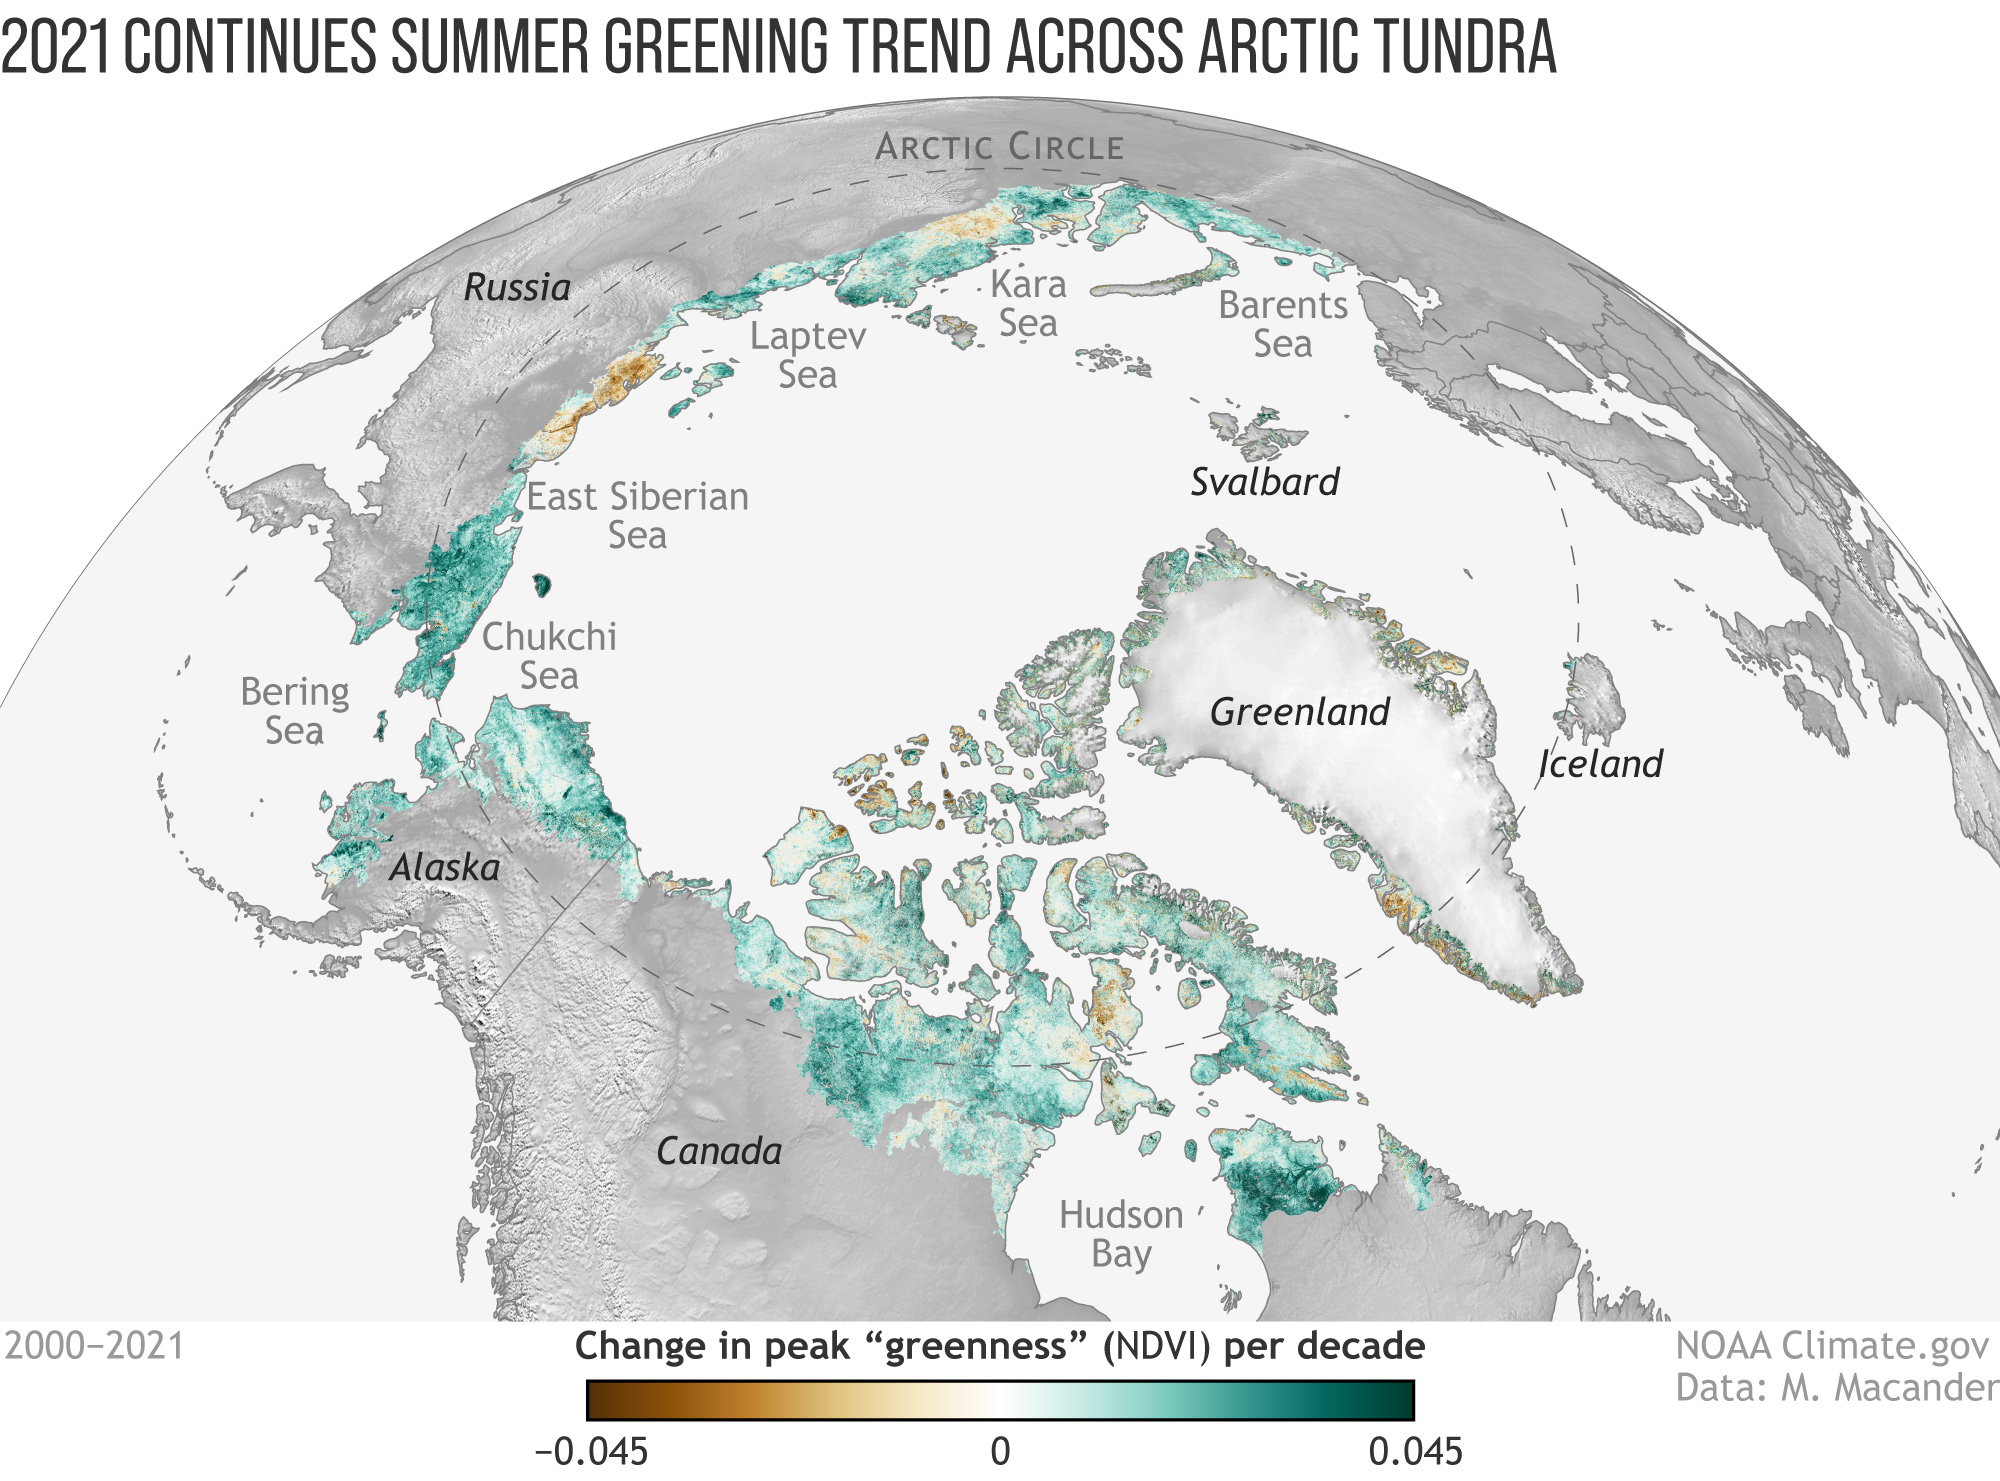 2021 CONTINUES SUMMER GREENING TREND ACROSS ARCTIC TUNDRA
ARCTIC CIRCLE
Russia
Kara
Sea
Barents
Sea
Laptev
Sea
Svalbard
East Siberian
Sea
Chukchi
Sea
Bering
Sea
Greenland
Iceland
Alaska
Canada
Hudson
Bay
2000–2021
Change in peak “greenness” (NDVI) per decade
NOAA Climate.gov
Data: M. Macander
−0.045
0
0.045